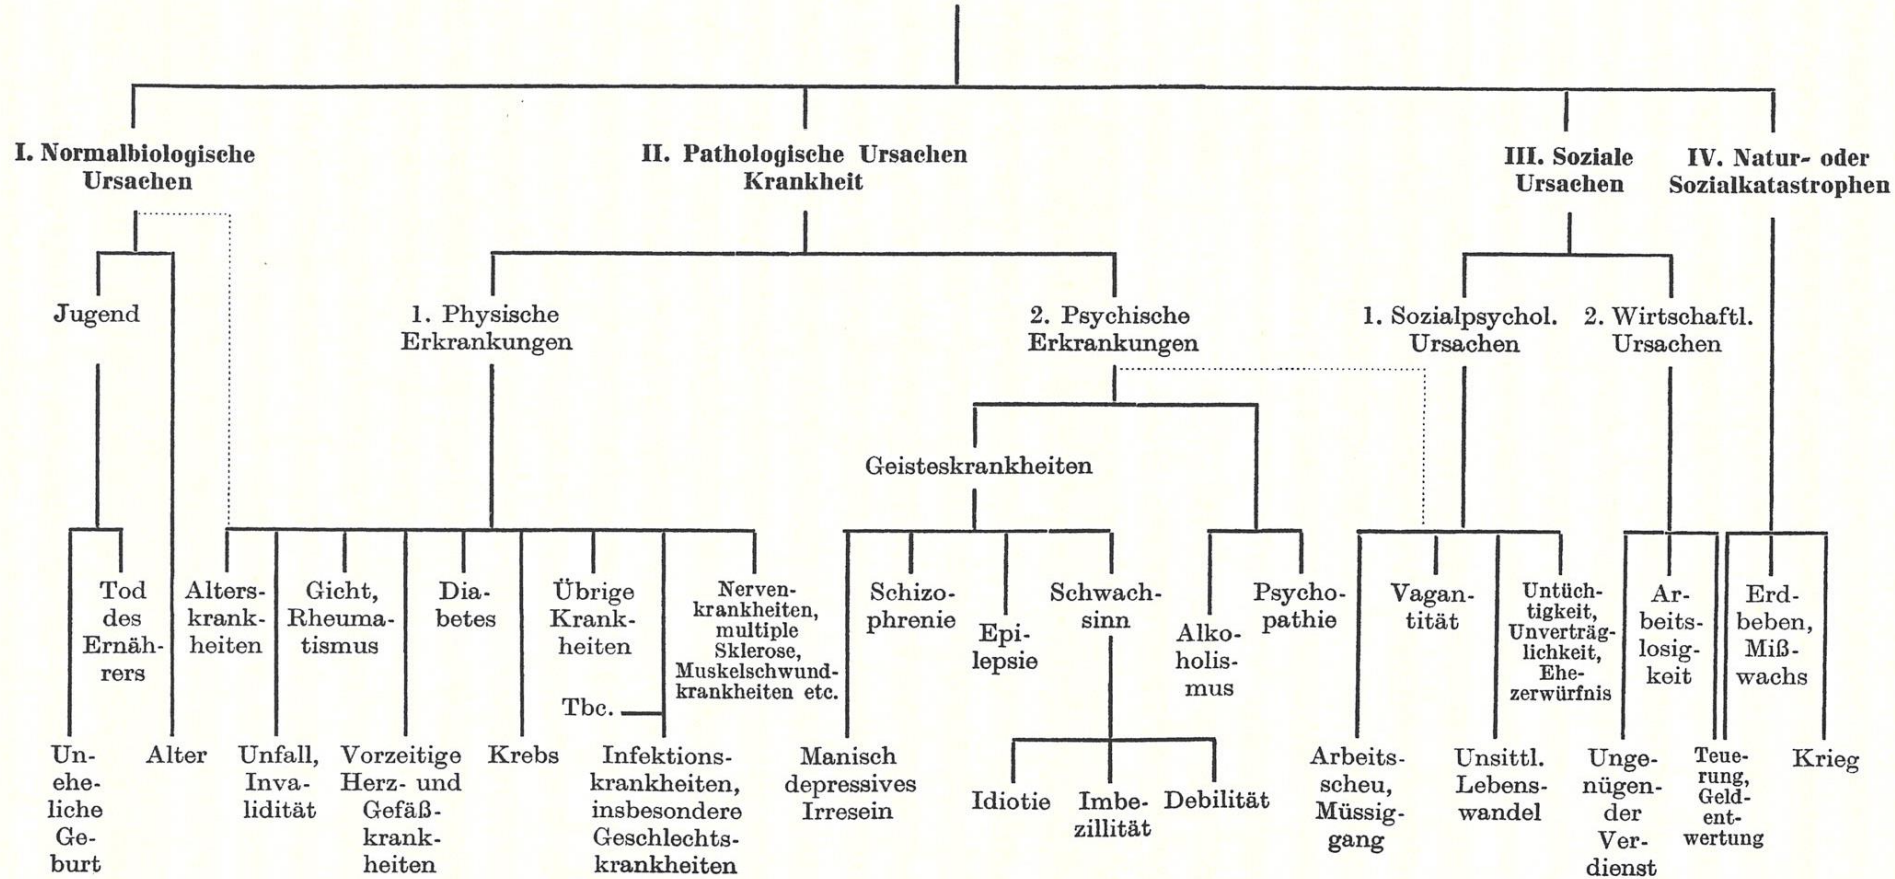 I. Normalbiologische
Ursachen
II. Pathologische Ursachen
Krankheit
III. Soziale
Ursachen
IV. Natur- oder
Sozialkatastrophen
Jugend
1. Physische
Erkrankungen
2. Psychische
Erkrankungen
1. Sozialpsychol.
Ursachen
2. Wirtschaftl.
Ursachen
Geisteskrankheiten
Tod
des
Ernäh-
rers
Alters-
krank-
heiten
Gicht,
Rheuma-
tismus
Dia-
betes
Übrige
Krank-
heiten
Nerven-
krankheiten,
multiple
Sklerose,
Muskelschwund-
krankheiten etc.
Schizo-
phrenie
Epi-
lepsie
Schwach-
sinn
Alko-
holis-
mus
Psycho-
pathie
Vagan-
tität
Untüch-
tigkeit,
Unverträg-
lichkeit,
Ehe-
zerwürfnis
Ar-
beits-
losig-
keit
Erd-
beben,
Miß-
wachs
Tbc.
Un-
ehe-
liche
Ge-
burt
Alter
Unfall,
Inva-
lidität
Vorzeitige
Herz- und
Gefäß-
krank-
heiten
Krebs
Infektions-
krankheiten,
insbesondere
Geschlechts-
krankheiten
Manisch
depressives
Irresein
Idiotie
Imbe-
zillität
Debilität
Arbeits-
scheu,
Müssig-
gang
Unsittl.
Lebens-
wandel
Unge-
nügen-
der
Ver-
dienst
Teue-
rung,
Geld-
ent-
wertung
Krieg